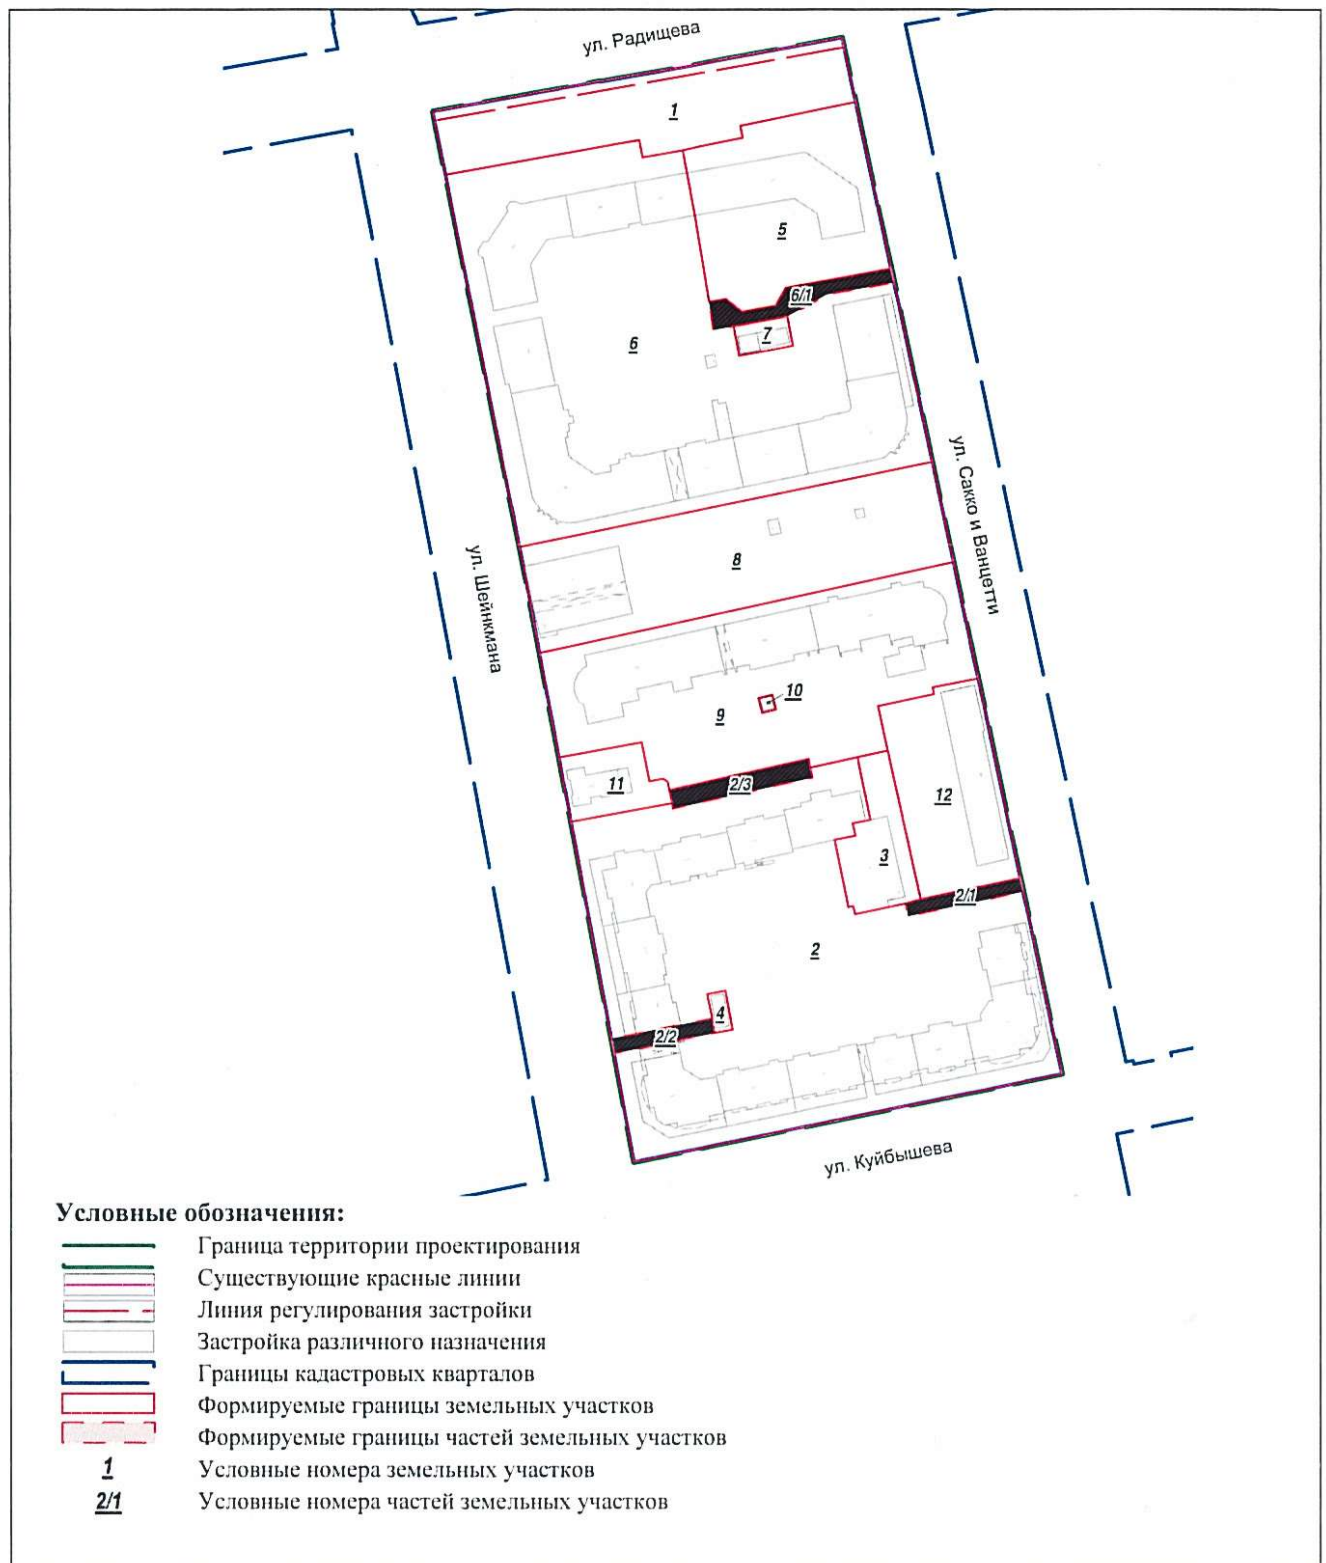 ул. Радищева
1
5
6/1
7
6
ул. Сакко и Ванцетти
8
ул. Шейнкмана
10
9
11
2/3
12
3
2/1
2
4
2/2
ул. Куйбышева
Условные обозначения:
Граница территории проектирования
Существующие красные линии
Линия регулирования застройки
Застройка различного назначения
Границы кадастровых кварталов
Формируемые границы земельных участков
Формируемые границы частей земельных участков
1 Условные номера земельных участков
2/1 Условные номера частей земельных участков